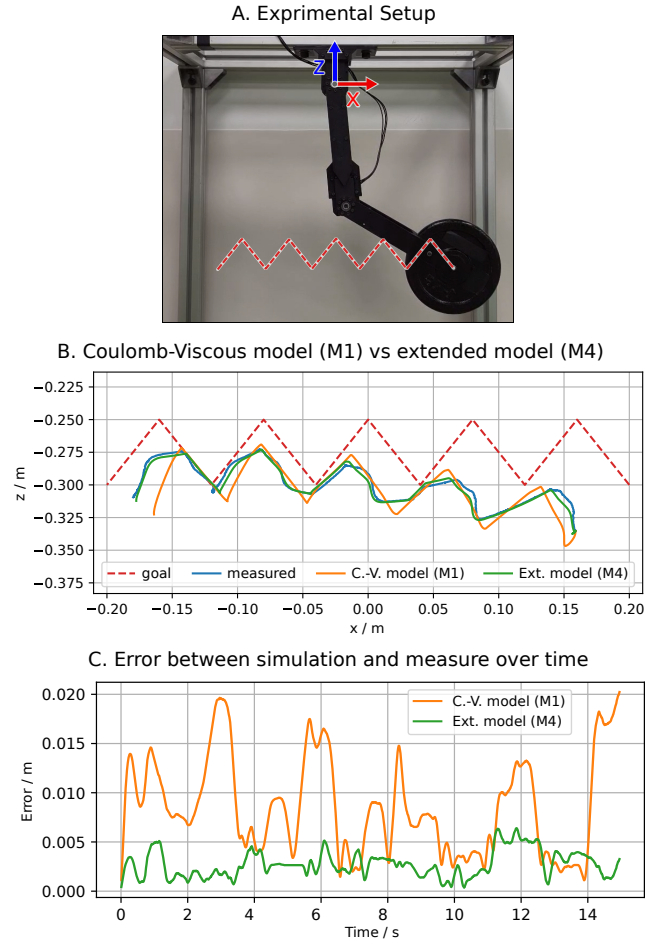 A. Exprimental Setup
Z
X
B. Coulomb-Viscous model (M1) vs extended model (M4)
−0.225
−0.250
−0.275
−0.300
−0.325
−0.350
−0.375
z / m
goal measured C.-V. model (M1) Ext. model (M4)
−0.20 −0.15 −0.10 −0.05 0.00 0.05 0.10 0.15 0.20
x / m
C. Error between simulation and measure over time
0.020
0.015
0.010
0.005
0.000
Error / m
C.-V. model (M1)
Ext. model (M4)
0 2 4 6 8 10 12 14
Time / s